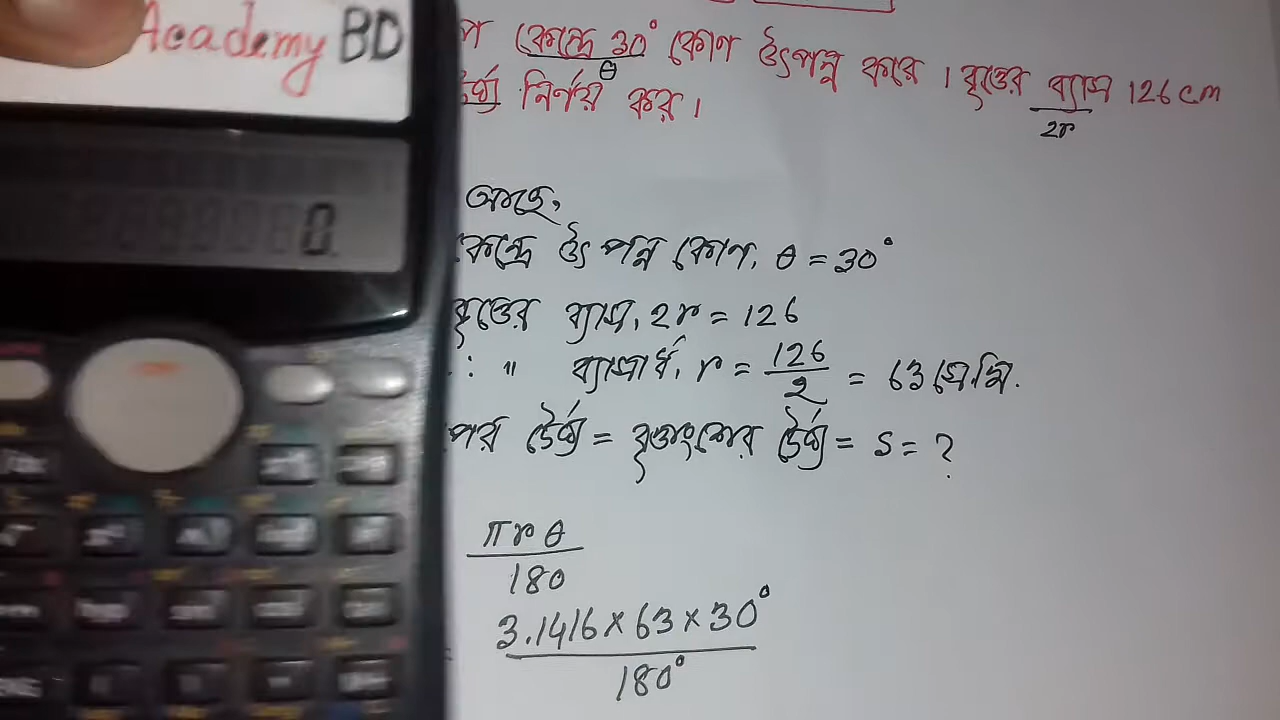 Academy BD
প কেন্দ্রে 30° কোণ উৎপন্ন করে। বৃত্তের ব্যাস 126 cm
θ
2r
নির্ণয় কর।
আছে,
কেন্দ্রে উৎপন্ন কোণ, θ = 30°
বৃত্তের ব্যাস, 2r = 126
∴ " ব্যাসার্ধ, r = 126/2 = 63 সে.মি.
পের দৈর্ঘ্য = বৃত্তাংশের দৈর্ঘ্য = S = ?
πrθ
180
3.1416 × 63 × 30°
180°
0.